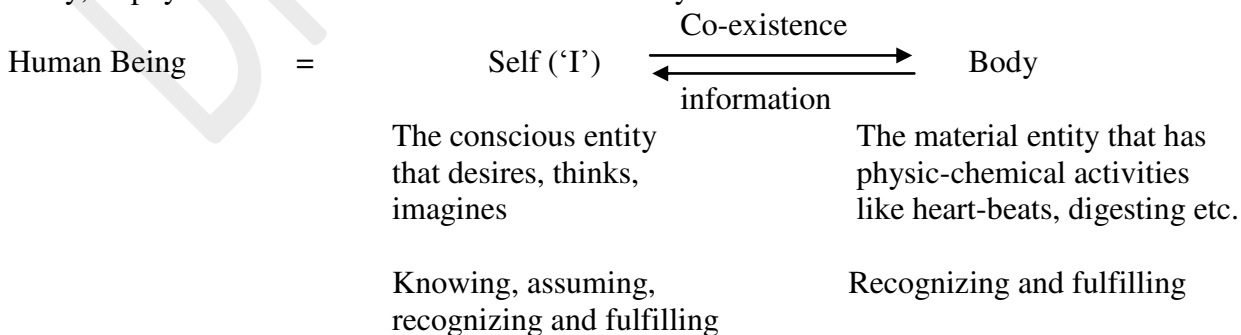 Co-existence
Human Being = Self (‘I’) Body
information
The conscious entity The material entity that has
that desires, thinks, physic-chemical activities
imagines like heart-beats, digesting etc.
Knowing, assuming, Recognizing and fulfilling
recognizing and fulfilling